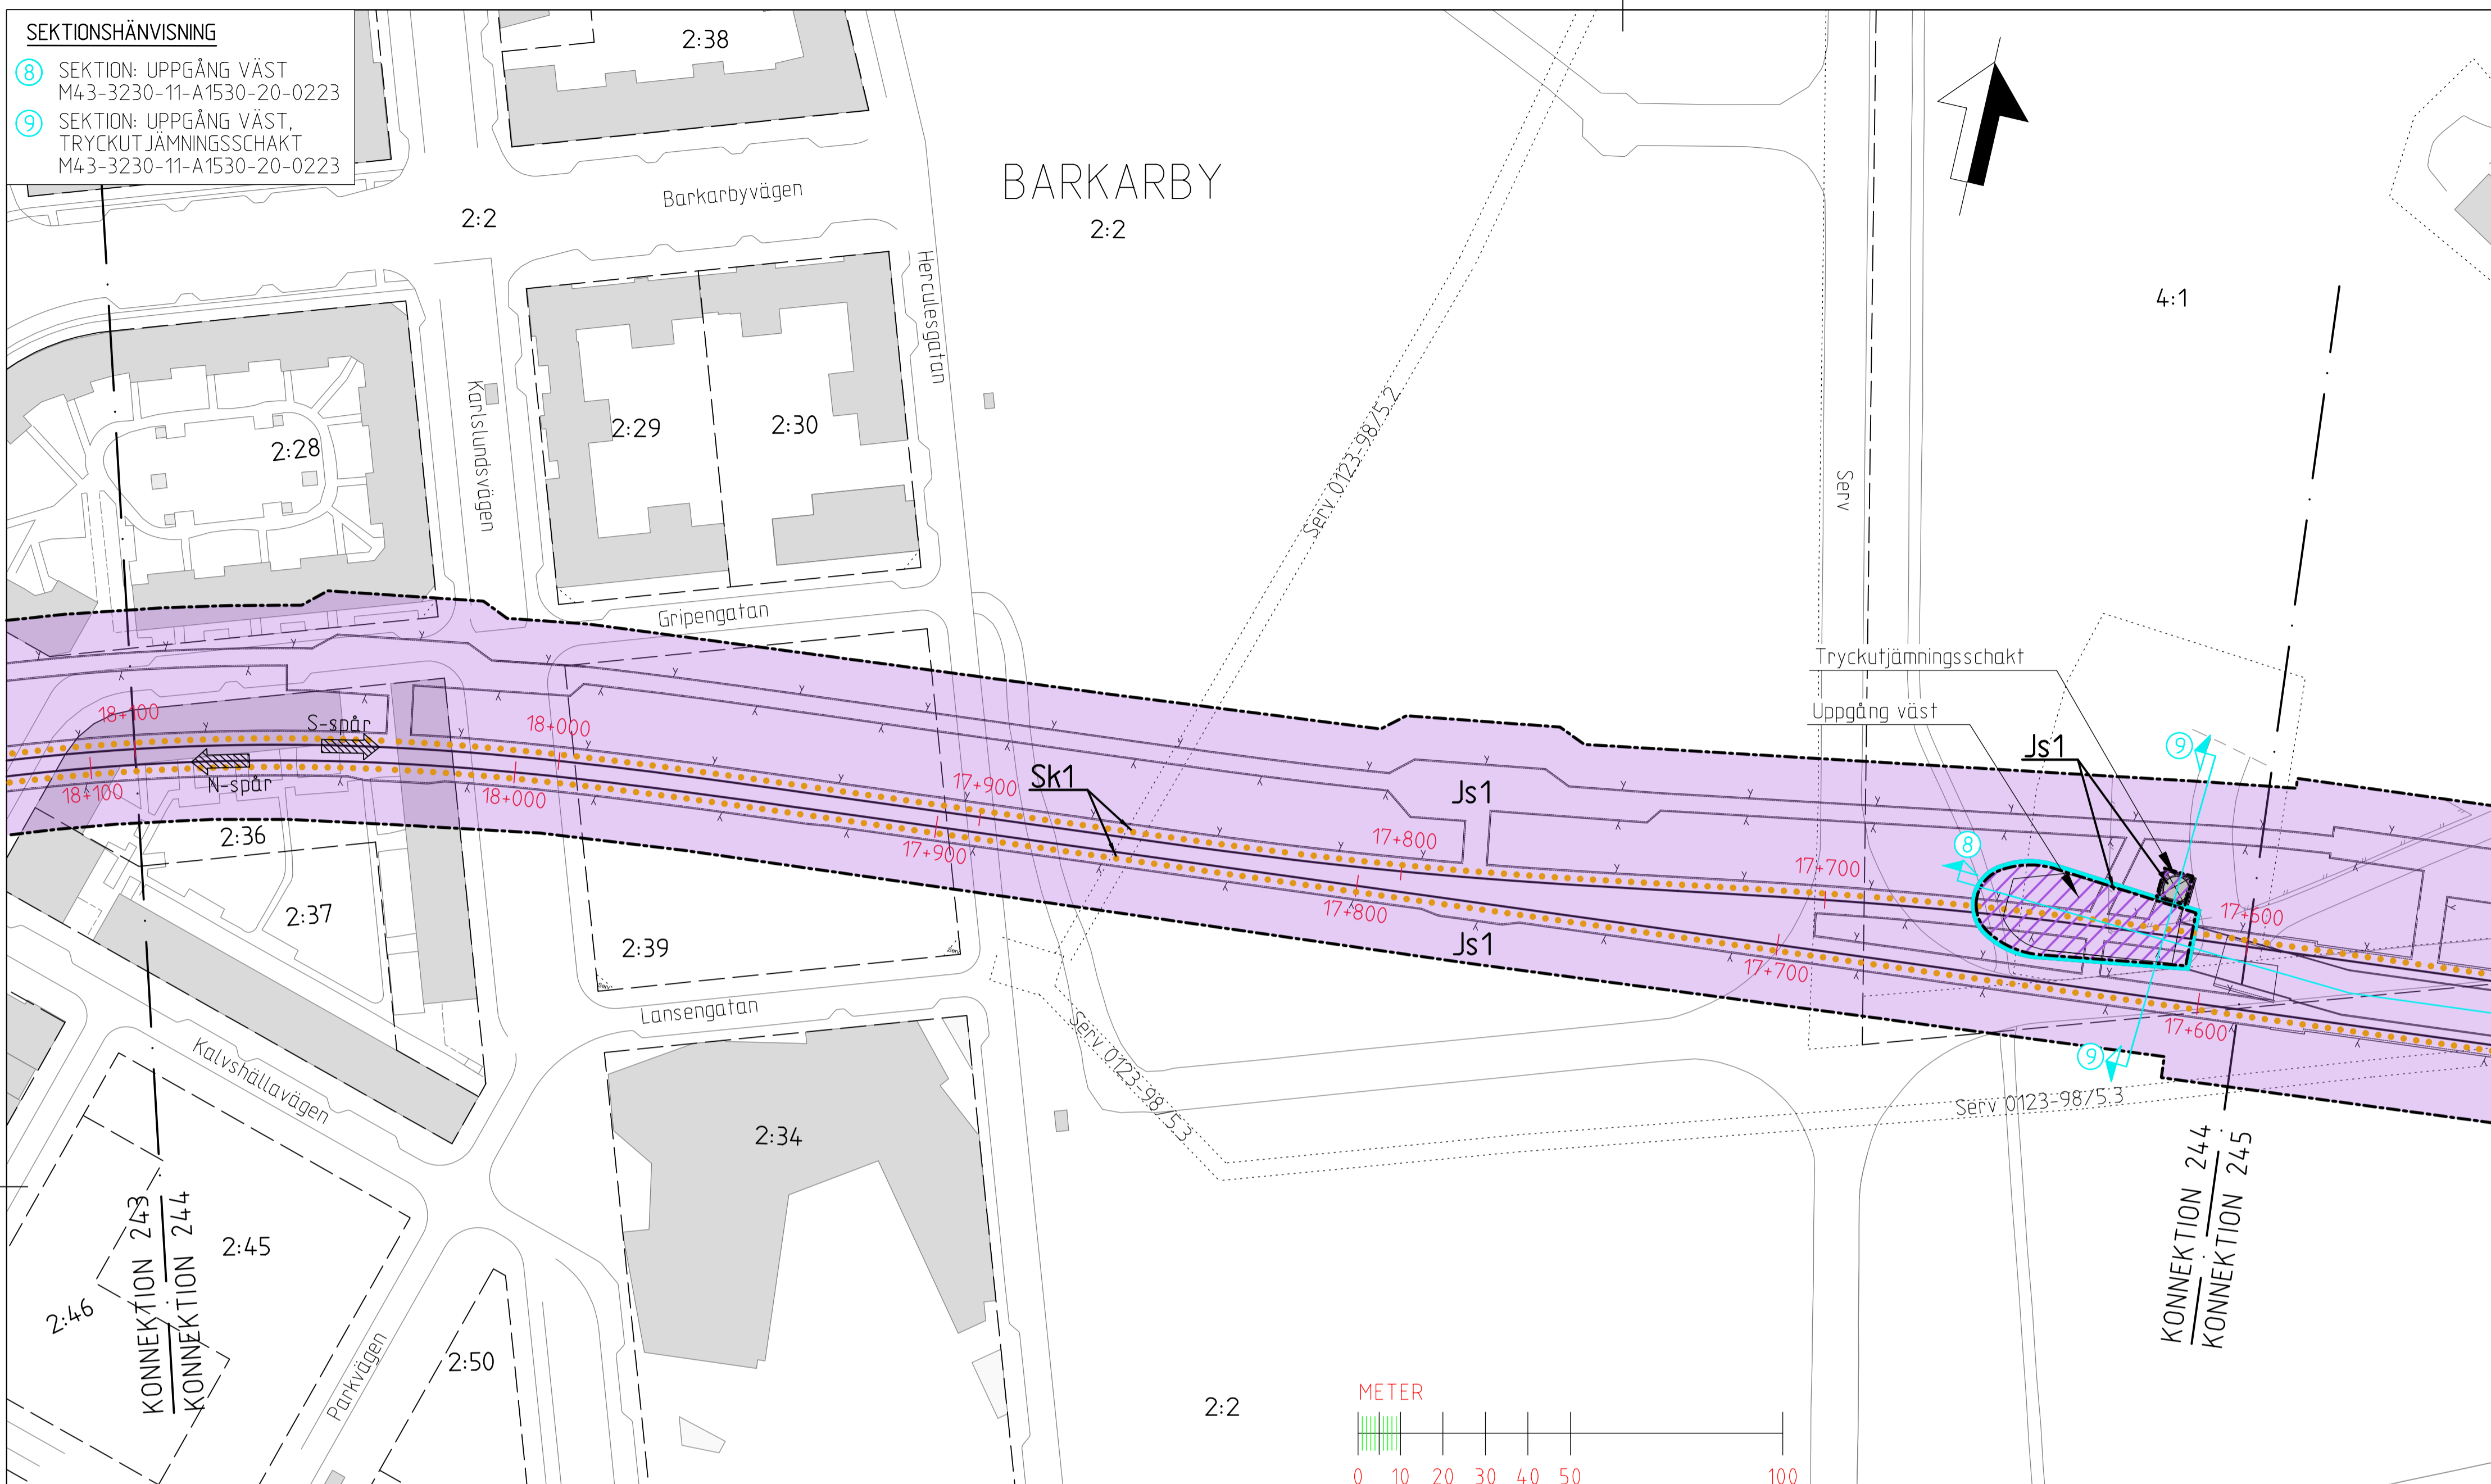 SEKTIONSHÄNVISNING
8 SEKTION: UPPGÅNG VÄST
M43-3230-11-A1530-20-0223
9 SEKTION: UPPGÅNG VÄST,
TRYCKUTJÄMNINGSSCHAKT
M43-3230-11-A1530-20-0223
2:38
Barkarbyvägen
2:2
BARKARBY
2:2
4:1
Herculesgatan
Karlslundsvägen
2:28
2:29
2:30
Serv 0123-98/5.2
Serv
Gripengatan
Tryckutjämningsschakt
Uppgång väst
Js1
9
8
18+100
S-spår
18+000
N-spår
18+100
18+000
17+900
Sk1
Js1
17+800
17+700
17+600
17+900
17+800
17+700
17+600
2:36
2:37
2:39
Serv
Serv
Js1
Lansengatan
Serv 0123-98/5.3
9
Serv 0123-98/5.3
Kalvshällavägen
2:34
KONNEKTION 243
KONNEKTION 244
2:45
2:46
Parkvägen
2:50
KONNEKTION 244
KONNEKTION 245
2:2
METER
0 10 20 30 40 50 100